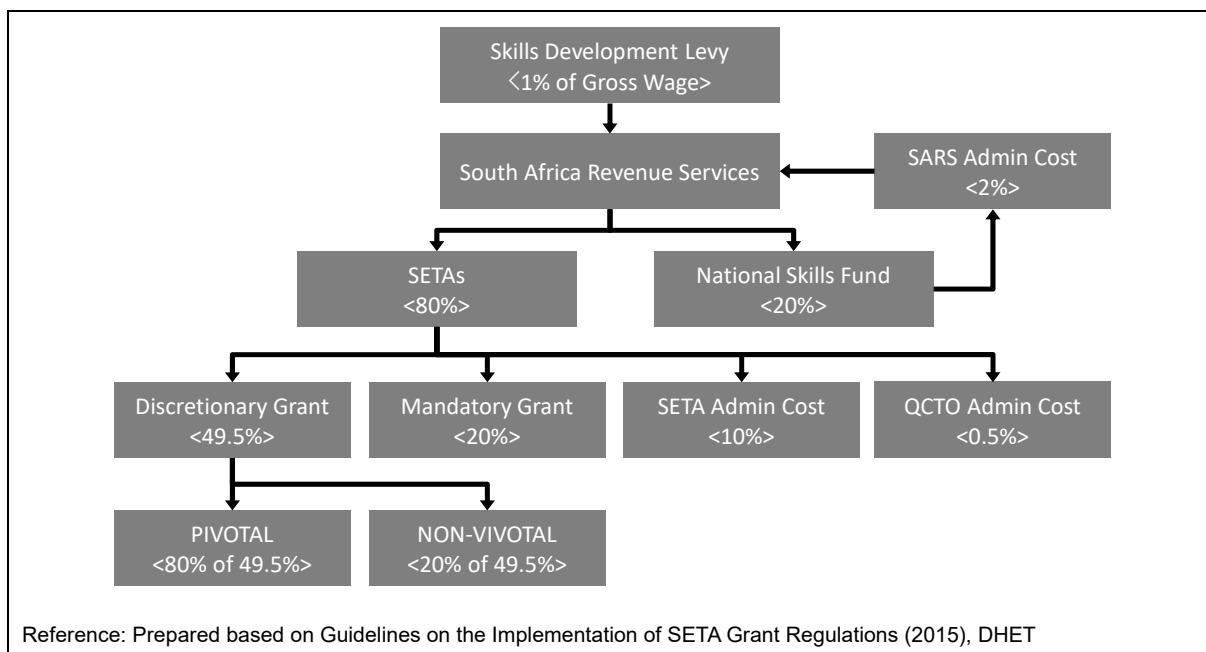 Skills Development Levy
<1% of Gross Wage>
South Africa Revenue Services
SARS Admin Cost
<2%>
SETAs
<80%>
National Skills Fund
<20%>
Discretionary Grant
<49.5%>
Mandatory Grant
<20%>
SETA Admin Cost
<10%>
QCTO Admin Cost
<0.5%>
PIVOTAL
<80% of 49.5%>
NON-VIVOTAL
<20% of 49.5%>
Reference: Prepared based on Guidelines on the Implementation of SETA Grant Regulations (2015), DHET